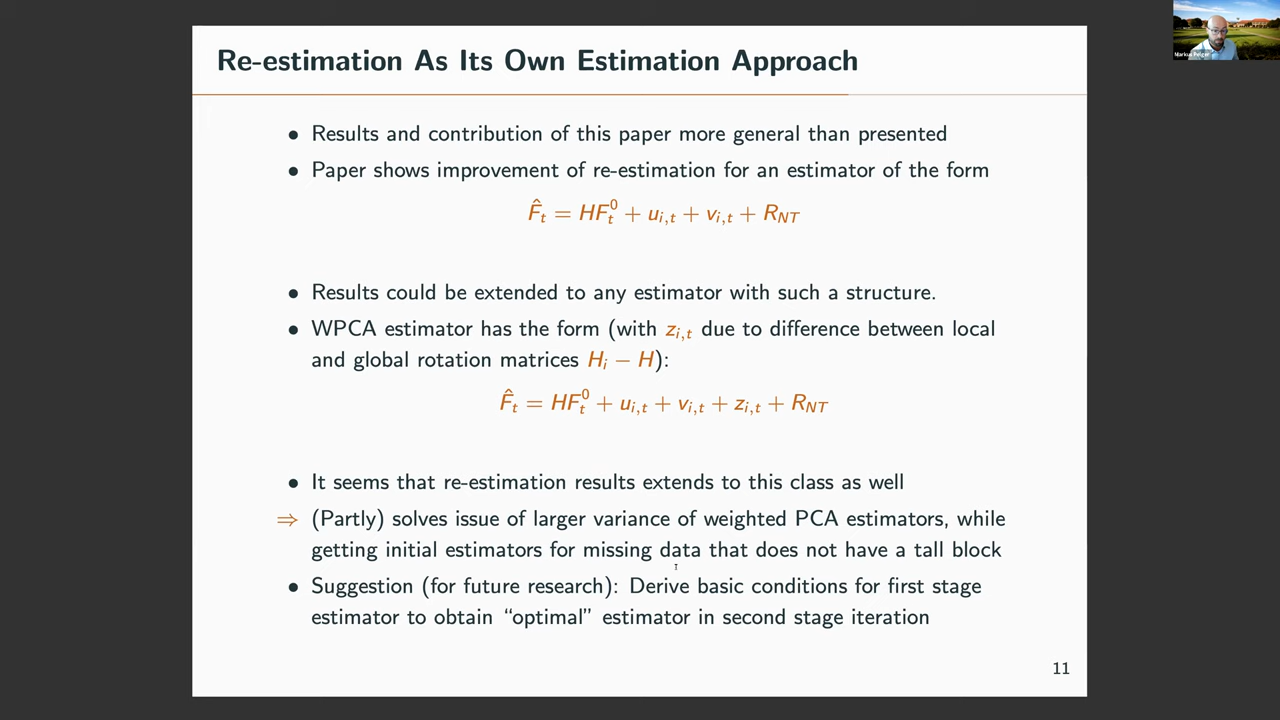 Re-estimation As Its Own Estimation Approach
• Results and contribution of this paper more general than presented
• Paper shows improvement of re-estimation for an estimator of the form
F̂_t = HF_t^0 + u_{i,t} + v_{i,t} + R_{NT}
• Results could be extended to any estimator with such a structure.
• WPCA estimator has the form (with z_{i,t} due to difference between local
and global rotation matrices H_i − H):
F̂_t = HF_t^0 + u_{i,t} + v_{i,t} + z_{i,t} + R_{NT}
• It seems that re-estimation results extends to this class as well
⇒ (Partly) solves issue of larger variance of weighted PCA estimators, while
getting initial estimators for missing data that does not have a tall block
• Suggestion (for future research): Derive basic conditions for first stage
estimator to obtain “optimal” estimator in second stage iteration
11
Markus Pelger